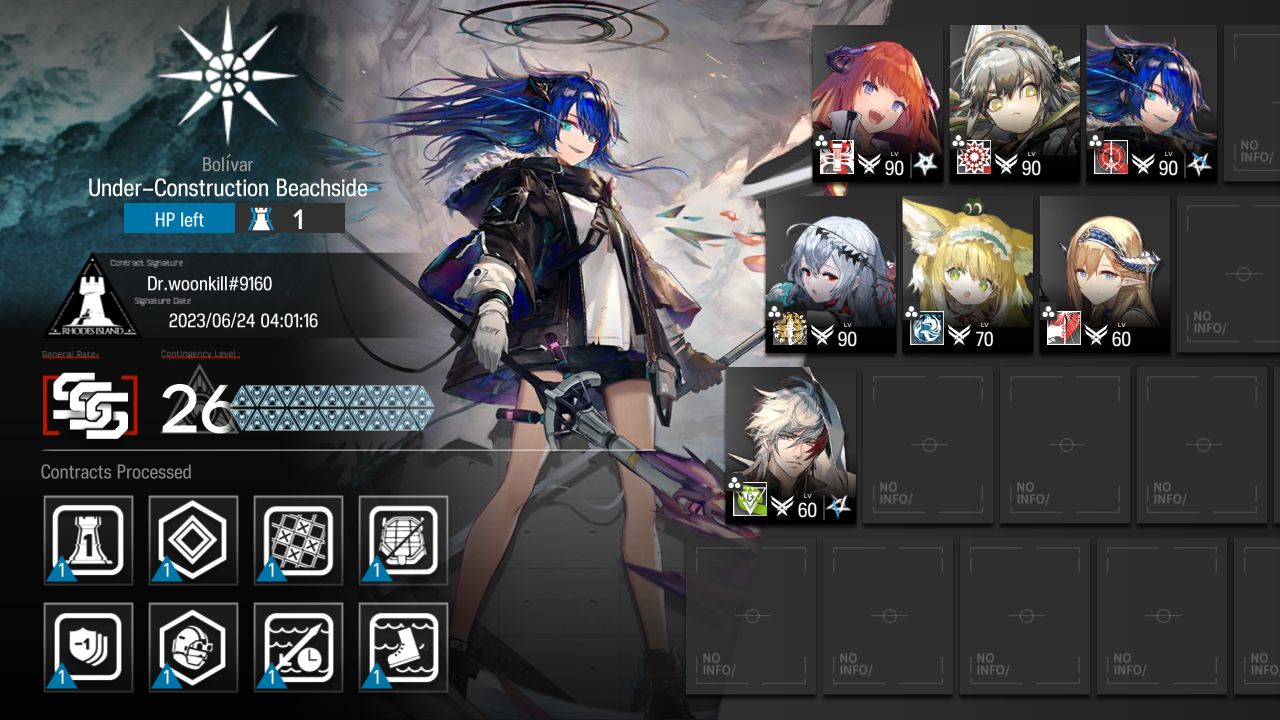 Bolívar
Under-Construction Beachside
HP left 1
Contract Signature
Dr.woonkill#9160
Signature Date
2023/06/24 04:01:16
RHODES ISLAND
General Rate:
Contingency Level:
SSS
26
Contracts Processed
1
1
1
1
1
-1
1
1
1
1
LV
90
LV
90
LV
90
NO
INFO/
LV
90
LV
70
LV
60
NO
INFO/
LV
60
NO
INFO/
NO
INFO/
NO
INFO/
NO
INFO/
NO
INFO/
NO
INFO/
NO
INFO/
NO
INFO/